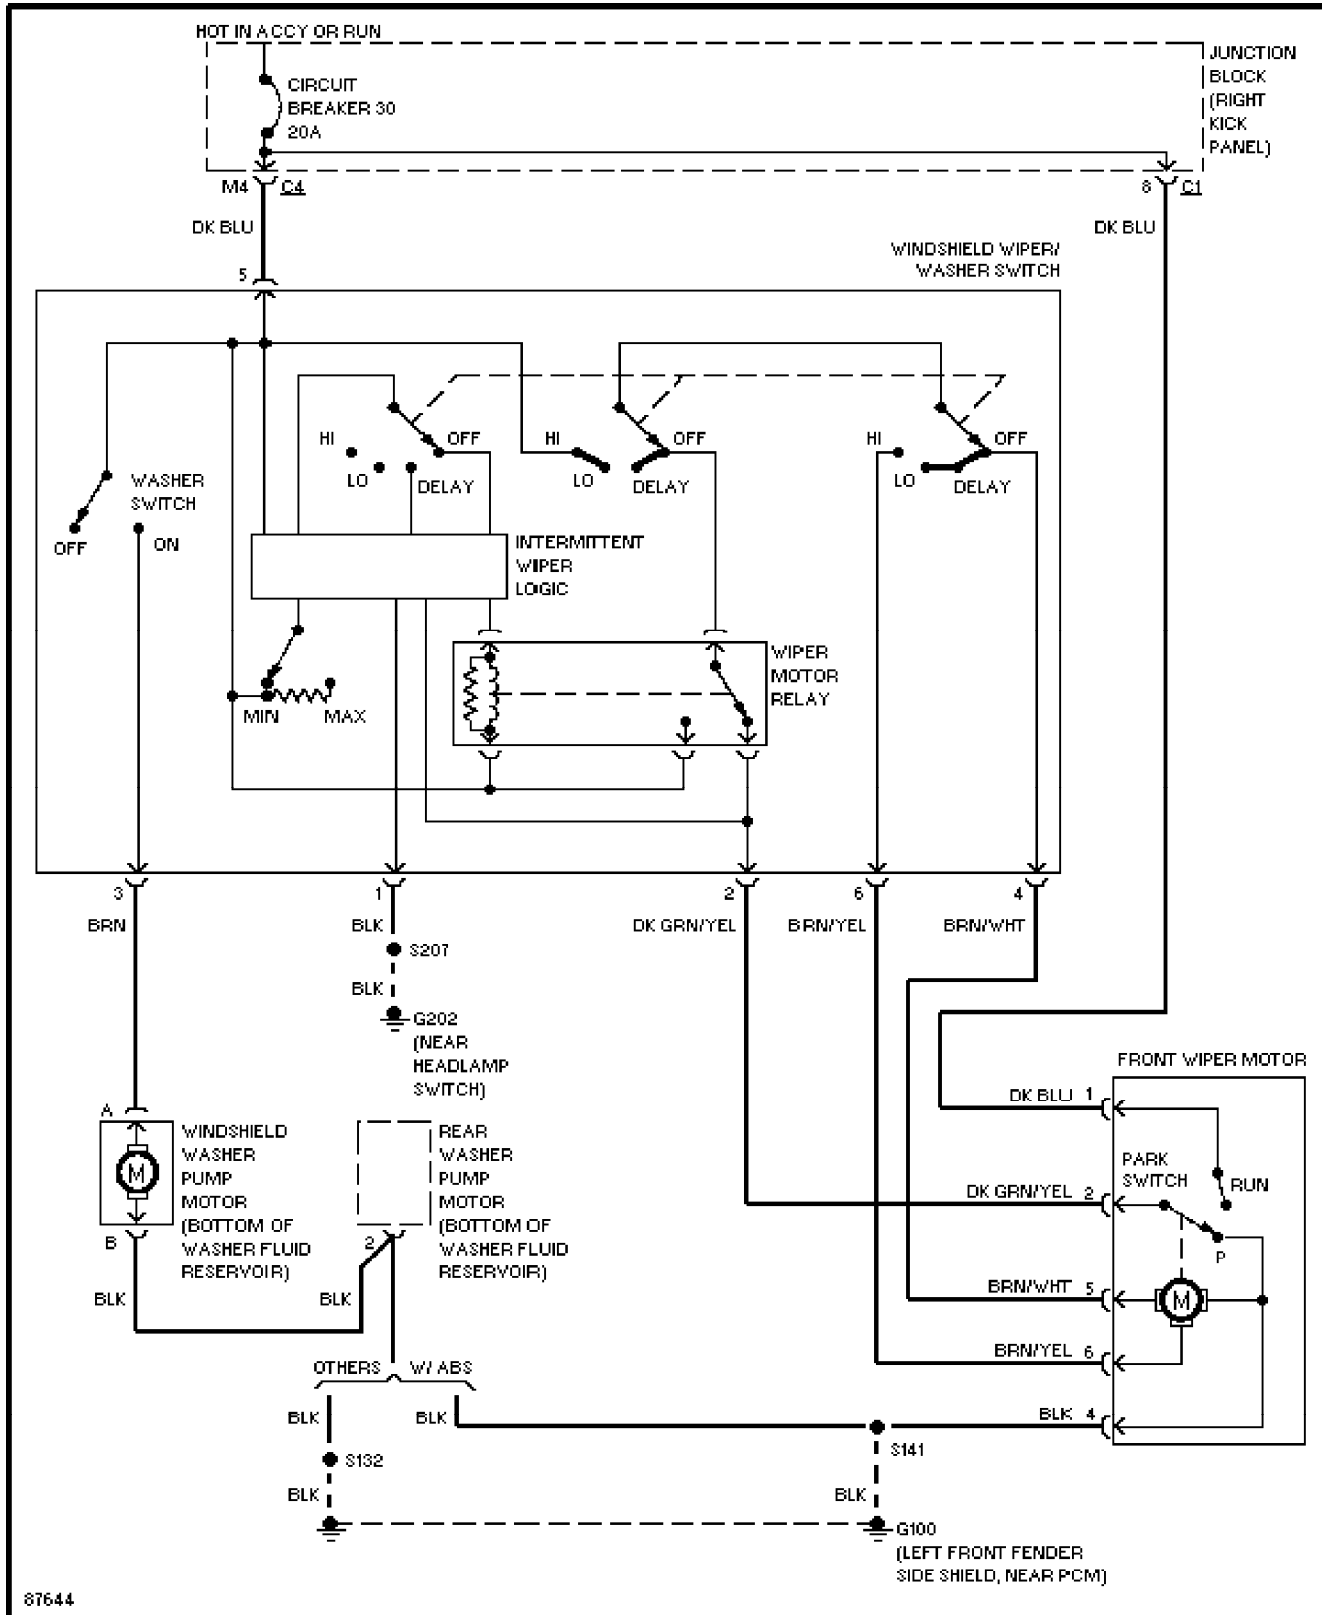 HOT IN ACCY OR RUN
JUNCTION
BLOCK
(RIGHT
KICK
PANEL)
CIRCUIT
BREAKER 30
20A
M4 C4
8 C1
DK BLU
DK BLU
WINDSHIELD WIPER/
WASHER SWITCH
5
HI
OFF
LO
DELAY
HI
OFF
LO
DELAY
HI
OFF
LO
DELAY
WASHER
SWITCH
OFF
ON
INTERMITTENT
WIPER
LOGIC
WIPER
MOTOR
RELAY
MIN
MAX
3
1
2
6
4
BRN
BLK
DK GRN/YEL
BRN/YEL
BRN/WHT
S207
BLK
G202
(NEAR
HEADLAMP
SWITCH)
FRONT WIPER MOTOR
DK BLU 1
PARK
SWITCH
RUN
DK GRN/YEL 2
P
BRN/WHT 5
M
BRN/YEL 6
BLK 4
A
M
B
WINDSHIELD
WASHER
PUMP
MOTOR
(BOTTOM OF
WASHER FLUID
RESERVOIR)
REAR
WASHER
PUMP
MOTOR
(BOTTOM OF
WASHER FLUID
RESERVOIR)
2
BLK
BLK
OTHERS
W/ ABS
BLK
BLK
S132
S141
BLK
BLK
G100
(LEFT FRONT FENDER
SIDE SHIELD, NEAR PCM)
87644